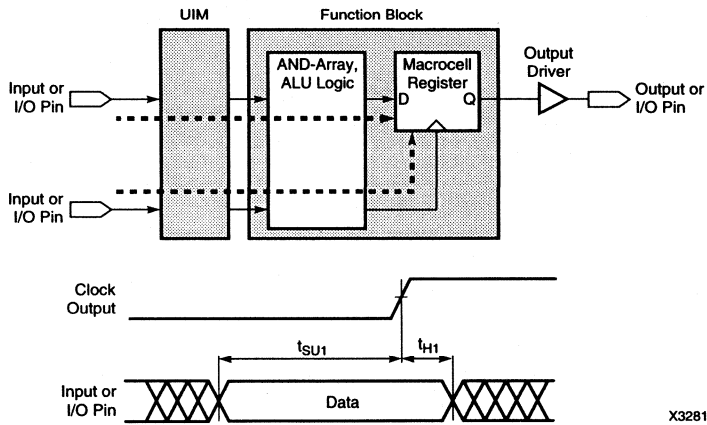 UIM
Function Block
AND-Array,
ALU Logic
Macrocell
Register
D
Q
Output
Driver
Input or
I/O Pin
Output or
I/O Pin
Input or
I/O Pin
Clock
Output
tSU1
tH1
Input or
I/O Pin
Data
X3281